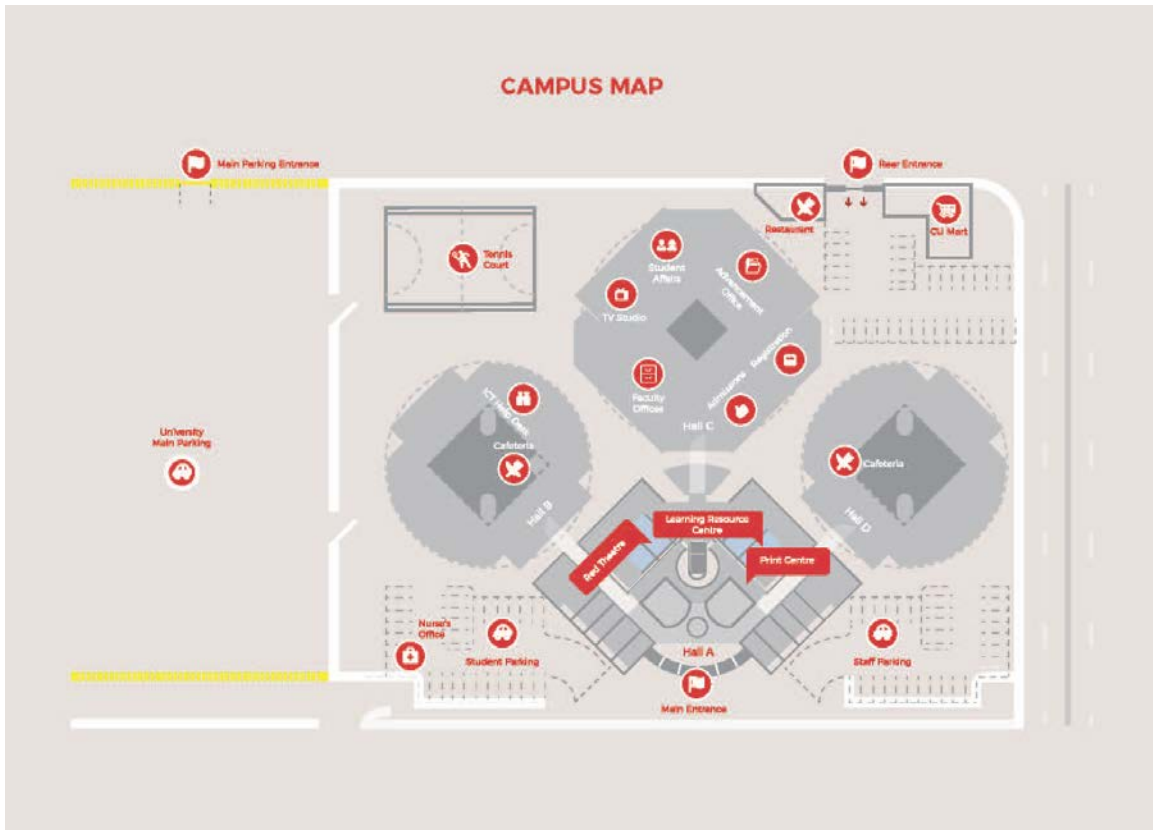 CAMPUS MAP
Main Parking Entrance
Rear Entrance
Restaurant
CU Mart
Tennis
Court
Student
Affairs
Advancement
Office
TV Studio
Registration
Faculty
Offices
Admissions
Hall C
ICT Help Desk
Cafeteria
University
Main Parking
Cafeteria
Hall B
Hall D
Learning Resource
Centre
Red Theatre
Print Centre
Nurse's
Office
Student Parking
Hall A
Staff Parking
Main Entrance